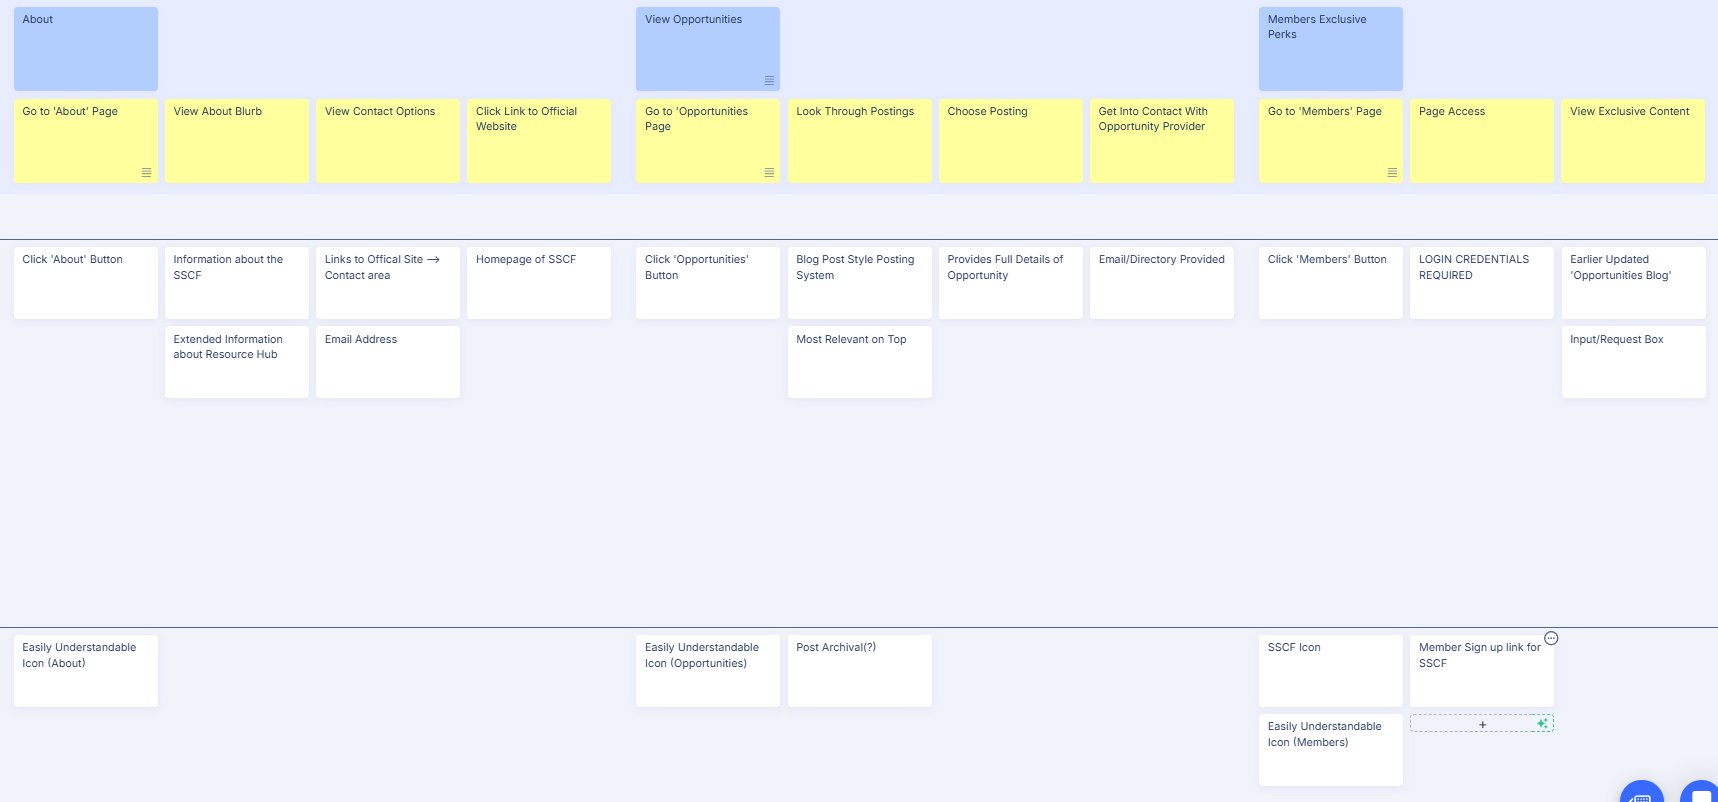 About
View Opportunities
Members Exclusive
Perks
Go to 'About' Page
View About Blurb
View Contact Options
Click Link to Official
Website
Go to 'Opportunities
Page
Look Through Postings
Choose Posting
Get Into Contact With
Opportunity Provider
Go to 'Members' Page
Page Access
View Exclusive Content
Click 'About' Button
Information about the
SSCF
Links to Offical Site –>
Contact area
Homepage of SSCF
Click 'Opportunities'
Button
Blog Post Style Posting
System
Provides Full Details of
Opportunity
Email/Directory Provided
Click 'Members' Button
LOGIN CREDENTIALS
REQUIRED
Earlier Updated
'Opportunities Blog'
Extended Information
about Resource Hub
Email Address
Most Relevant on Top
Input/Request Box
Easily Understandable
Icon (About)
Easily Understandable
Icon (Opportunities)
Post Archival(?)
SSCF Icon
Member Sign up link for
SSCF
Easily Understandable
Icon (Members)
+